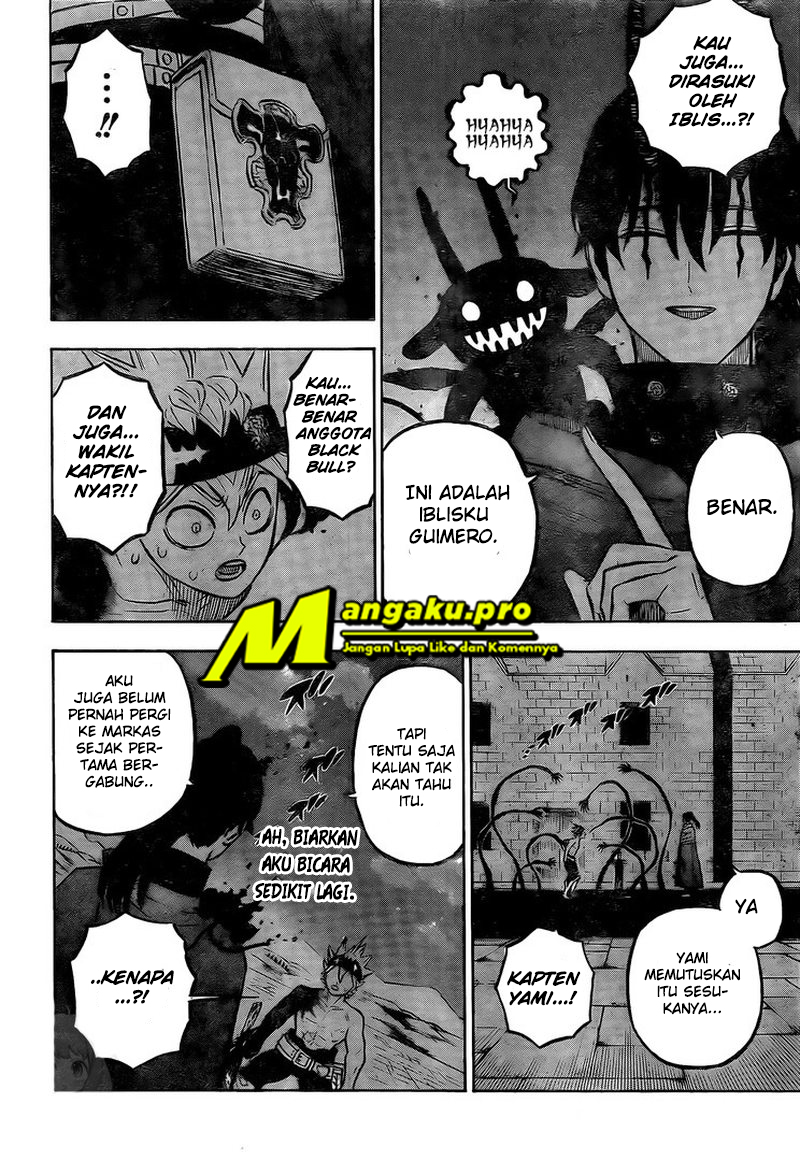 KAU
JUGA...
DIRASUKI
OLEH
IBLIS...?!
HYAHYA
HYAHYA
BENAR.
INI ADALAH
IBLISKU
GUIMERO.
...!!
KAU...
BENAR-
BENAR
ANGGOTA
BLACK
BULL?
DAN
JUGA...
WAKIL
KAPTEN-
NYA?!!
Mangaku.pro
Jangan Lupa Like dan Komennya
YA
YAMI
MEMUTUSKAN
ITU SESU-
KANYA...
KAPTEN
YAMI...!
TAPI
TENTU SAJA
KALIAN TAK
AKAN TAHU
ITU.
AH, BIARKAN
AKU BICARA
SEDIKIT LAGI.
AKU
JUGA BELUM
PERNAH PERGI
KE MARKAS
SEJAK PER-
TAMA BER-
GABUNG..
..KENAPA
...?!